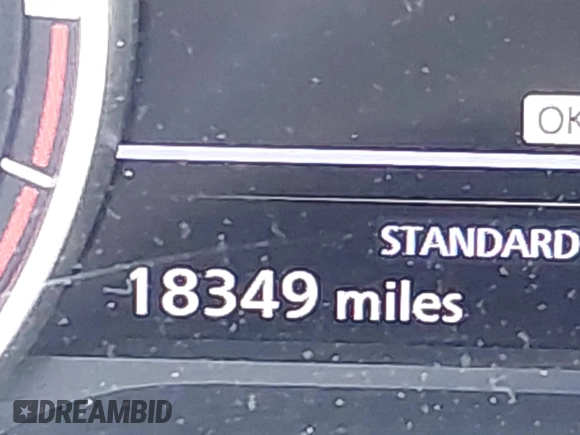 OK
STANDARD
18349 miles
DREAMBID